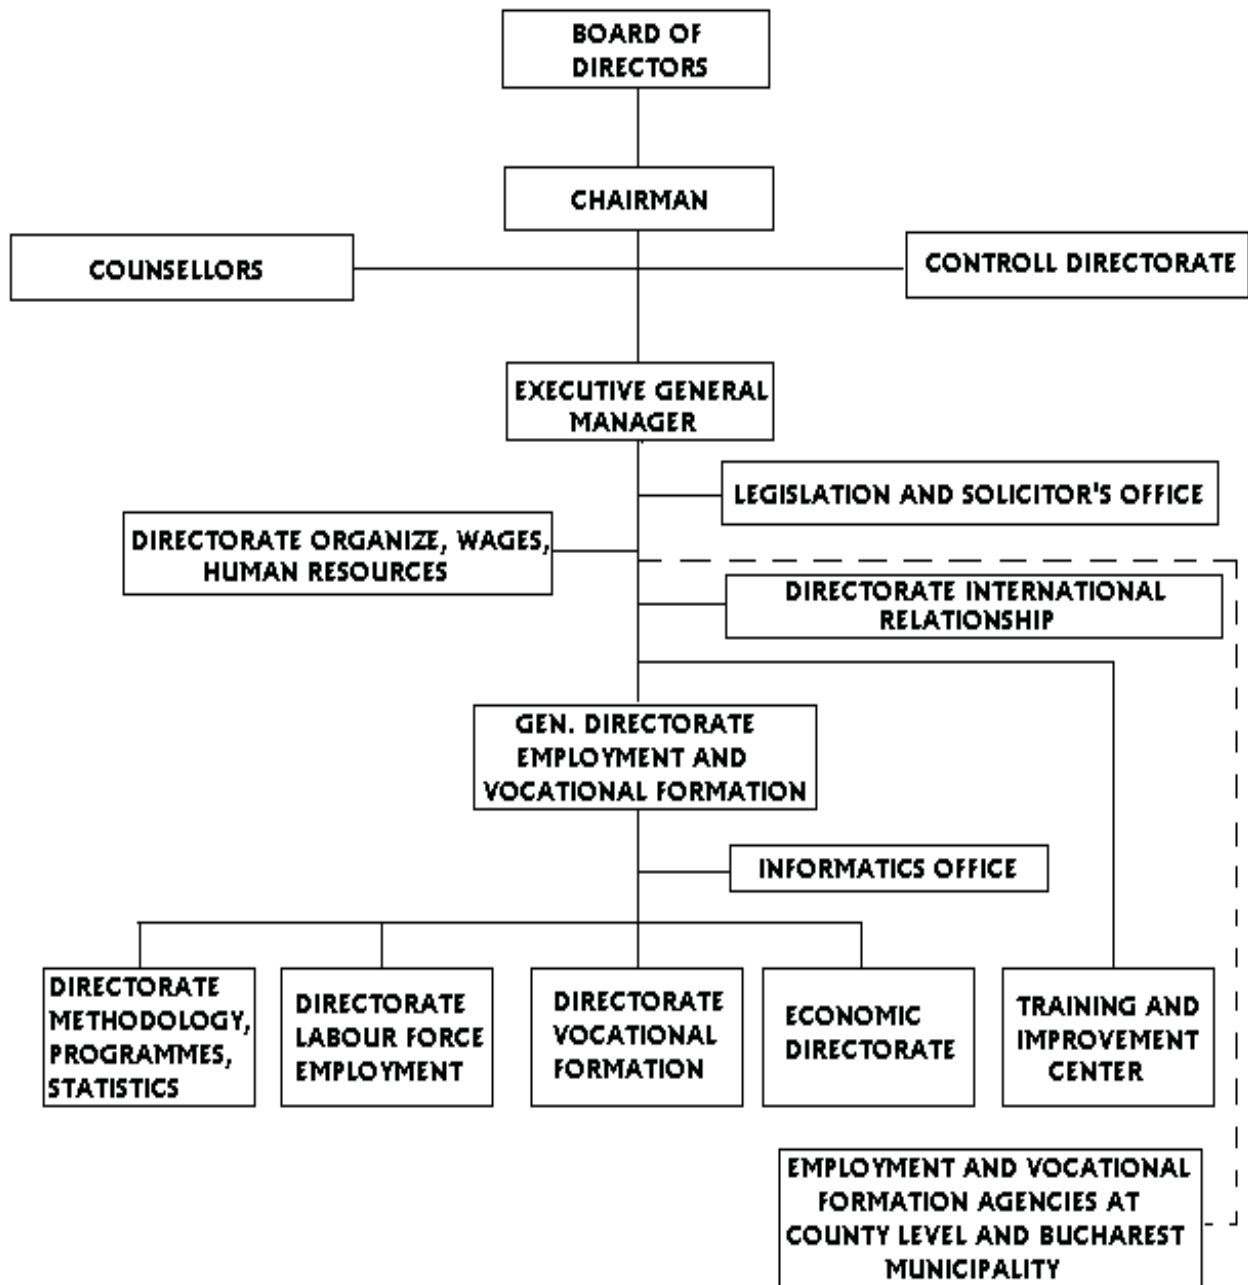 BOARD OF
DIRECTORS
CHAIRMAN
COUNSELLORS
CONTROLL DIRECTORATE
EXECUTIVE GENERAL
MANAGER
LEGISLATION AND SOLICITOR'S OFFICE
DIRECTORATE ORGANIZE, WAGES,
HUMAN RESOURCES
DIRECTORATE INTERNATIONAL
RELATIONSHIP
GEN. DIRECTORATE
EMPLOYMENT AND
VOCATIONAL FORMATION
INFORMATICS OFFICE
DIRECTORATE
METHODOLOGY,
PROGRAMMES,
STATISTICS
DIRECTORATE
LABOUR FORCE
EMPLOYMENT
DIRECTORATE
VOCATIONAL
FORMATION
ECONOMIC
DIRECTORATE
TRAINING AND
IMPROVEMENT
CENTER
EMPLOYMENT AND VOCATIONAL
FORMATION AGENCIES AT
COUNTY LEVEL AND BUCHAREST
MUNICIPALITY